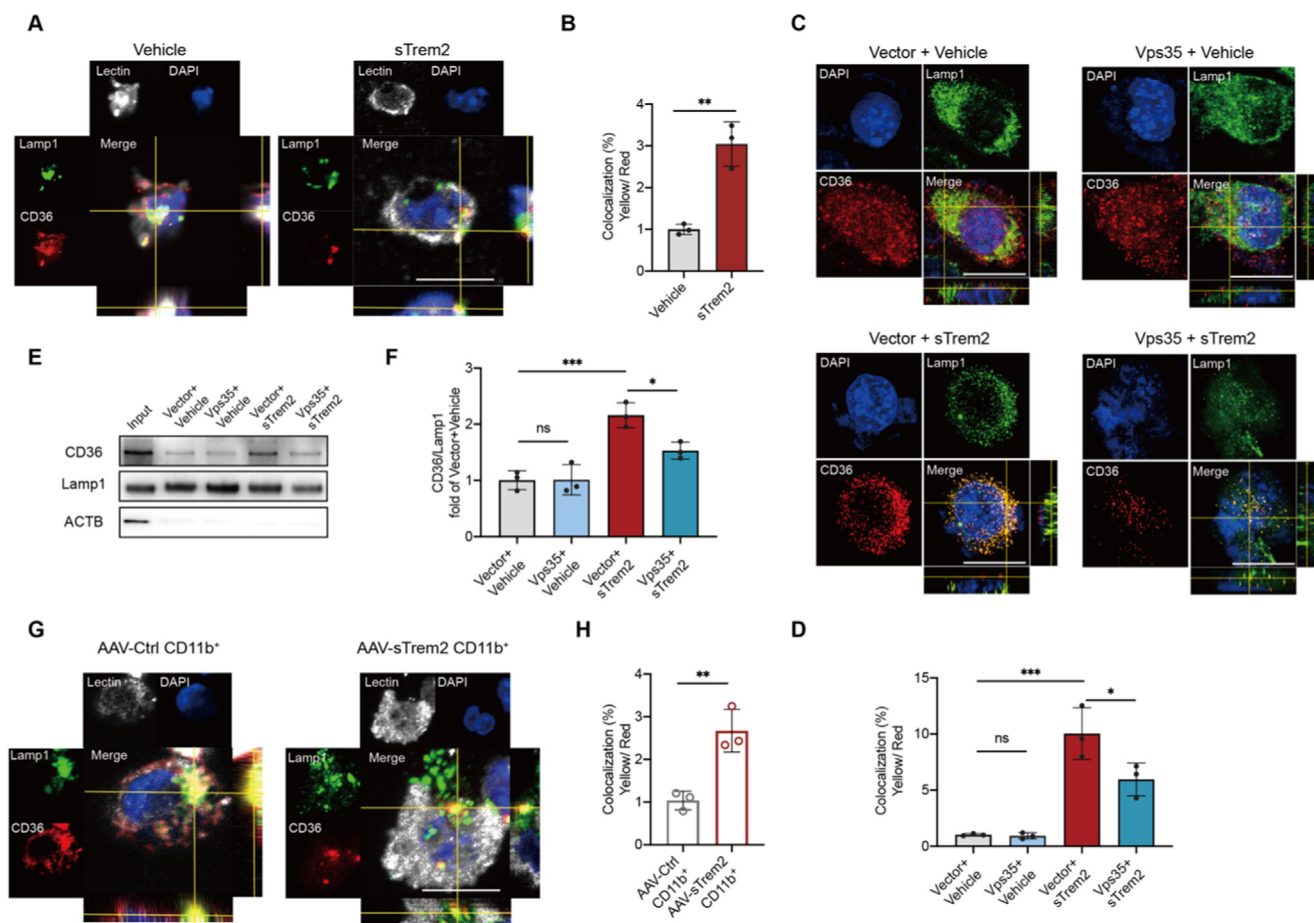 A
Vehicle
Lectin
DAPI
Lamp1
Merge
CD36
sTrem2
Lectin
DAPI
Lamp1
Merge
CD36
B
Colocalization (%)
Yellow/ Red
4
3
2
1
0
**
Vehicle
sTrem2
C
Vector + Vehicle
DAPI
Lamp1
CD36
Merge
Vps35 + Vehicle
DAPI
Lamp1
CD36
Merge
Vector + sTrem2
DAPI
Lamp1
CD36
Merge
Vps35 + sTrem2
DAPI
Lamp1
CD36
Merge
E
Input
Vector+
Vehicle
Vps35+
Vehicle
Vector+
sTrem2
Vps35+
sTrem2
CD36
Lamp1
ACTB
F
CD36/Lamp1
fold of Vector+Vehicle
3
2
1
0
***
*
ns
Vector+
Vehicle
Vps35+
Vehicle
Vector+
sTrem2
Vps35+
sTrem2
G
AAV-Ctrl CD11b+
Lectin
DAPI
Lamp1
Merge
CD36
AAV-sTrem2 CD11b+
Lectin
DAPI
Lamp1
Merge
CD36
H
Colocalization (%)
Yellow/ Red
4
3
2
1
0
**
AAV-Ctrl
CD11b+
AAV-sTrem2
CD11b+
D
Colocalization (%)
Yellow/ Red
15
10
5
0
***
*
ns
Vector+
Vehicle
Vps35+
Vehicle
Vector+
sTrem2
Vps35+
sTrem2